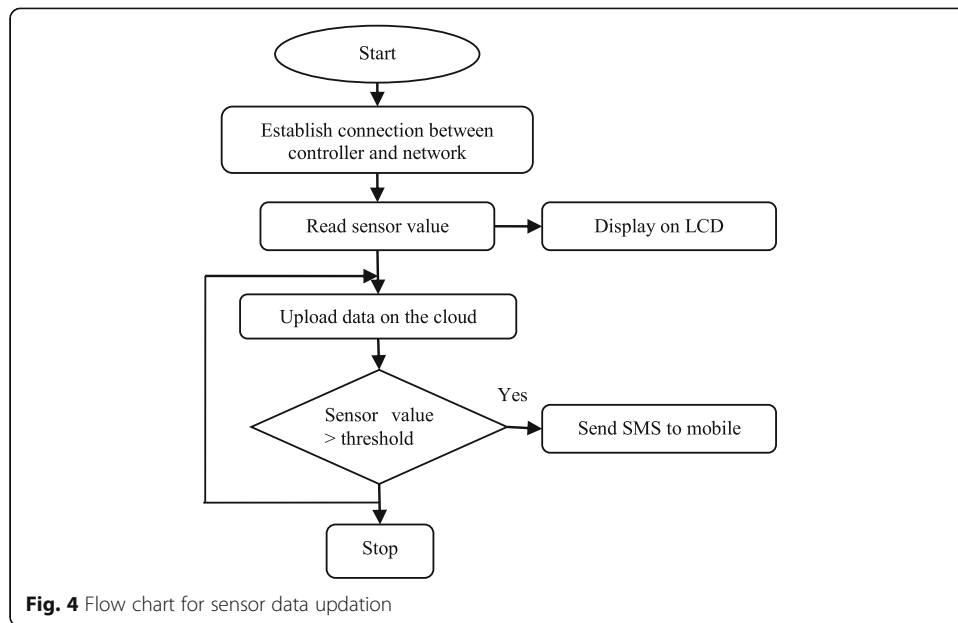 Start
Establish connection between
controller and network
Read sensor value
Display on LCD
Upload data on the cloud
Yes
Sensor value
> threshold
Send SMS to mobile
Stop
Fig. 4 Flow chart for sensor data updation